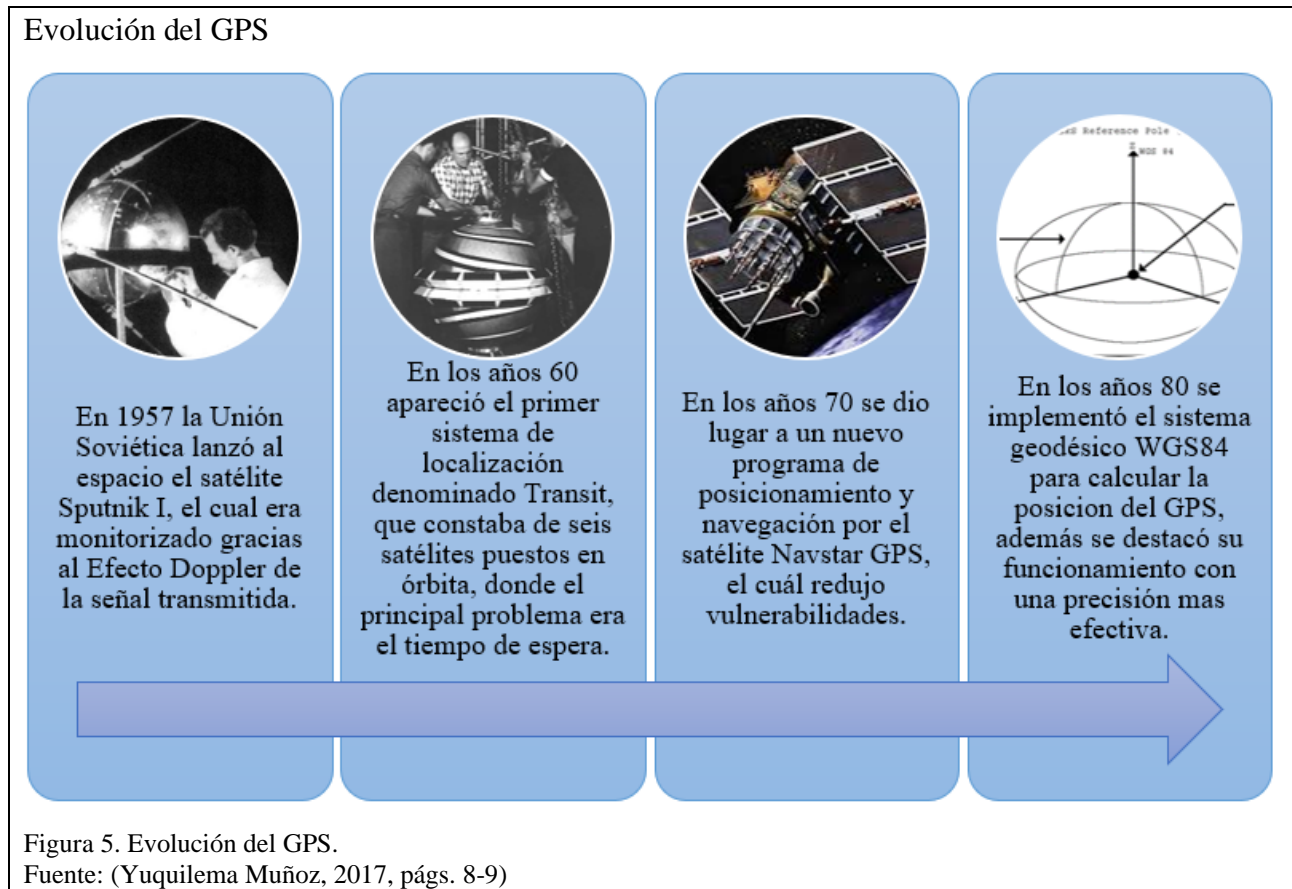 Evolución del GPS
En 1957 la Unión
Soviética lanzó al
espacio el satélite
Sputnik I, el cual era
monitorizado gracias
al Efecto Doppler de
la señal transmitida.
En los años 60
apareció el primer
sistema de
localización
denominado Transit,
que constaba de seis
satélites puestos en
órbita, donde el
principal problema era
el tiempo de espera.
En los años 70 se dio
lugar a un nuevo
programa de
posicionamiento y
navegación por el
satélite Navstar GPS,
el cuál redujo
vulnerabilidades.
Reference Pole
Z
WGS 84
En los años 80 se
implementó el sistema
geodésico WGS84
para calcular la
posicion del GPS,
además se destacó su
funcionamiento con
una precisión mas
efectiva.
Figura 5. Evolución del GPS.
Fuente: (Yuquilema Muñoz, 2017, págs. 8-9)